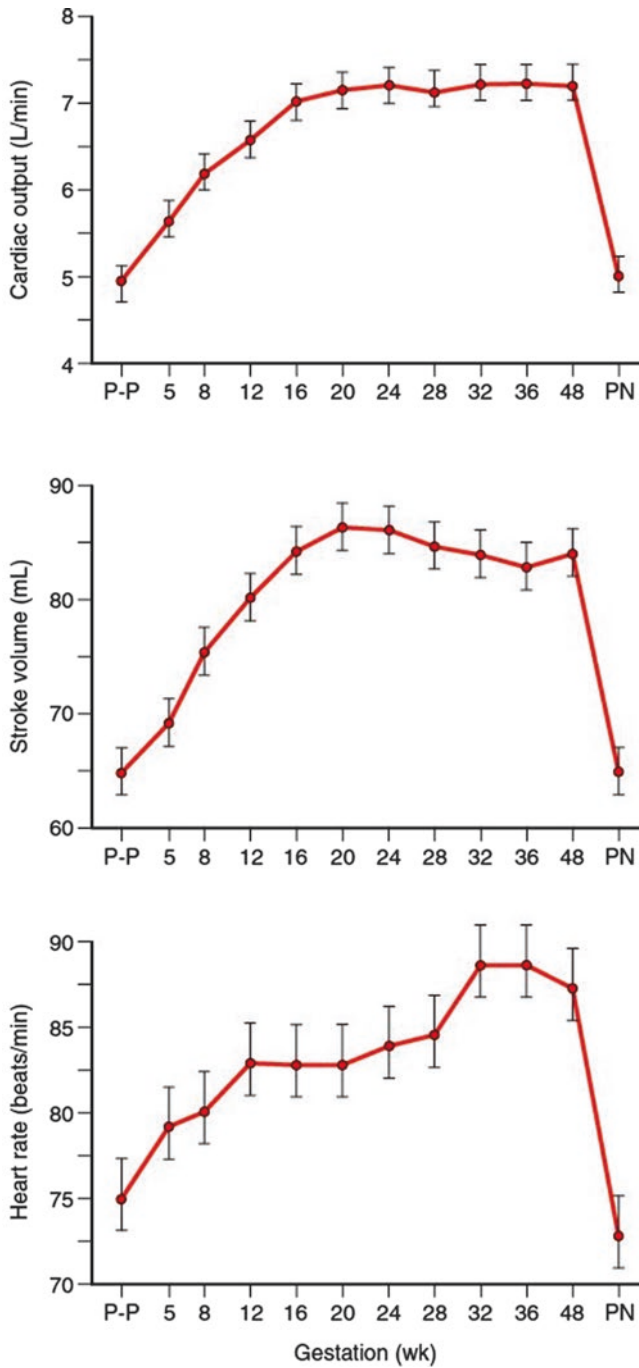 Cardiac output (L/min)
8
7
6
5
4
P-P 5 8 12 16 20 24 28 32 36 48 PN
Stroke volume (mL)
90
80
70
60
P-P 5 8 12 16 20 24 28 32 36 48 PN
Heart rate (beats/min)
90
85
80
75
70
P-P 5 8 12 16 20 24 28 32 36 48 PN
Gestation (wk)